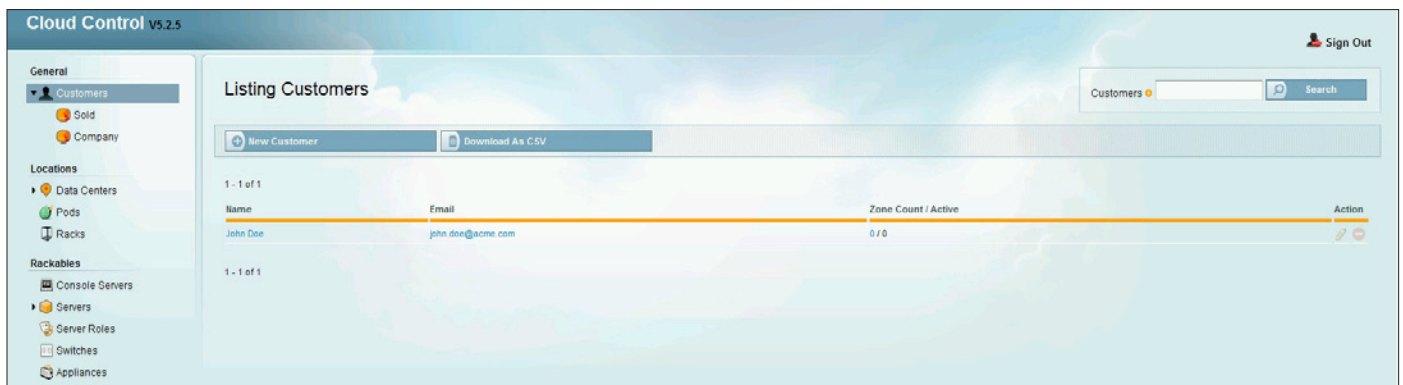 Cloud Control V5.2.5
Sign Out
General
Customers
Sold
Company
Locations
Data Centers
Pods
Racks
Rackables
Console Servers
Servers
Server Roles
Switches
Appliances
Listing Customers
Customers
Search
New Customer
Download As CSV
1 - 1 of 1
Name Email Zone Count / Active Action
John Doe john.doe@acme.com 0 / 0
1 - 1 of 1